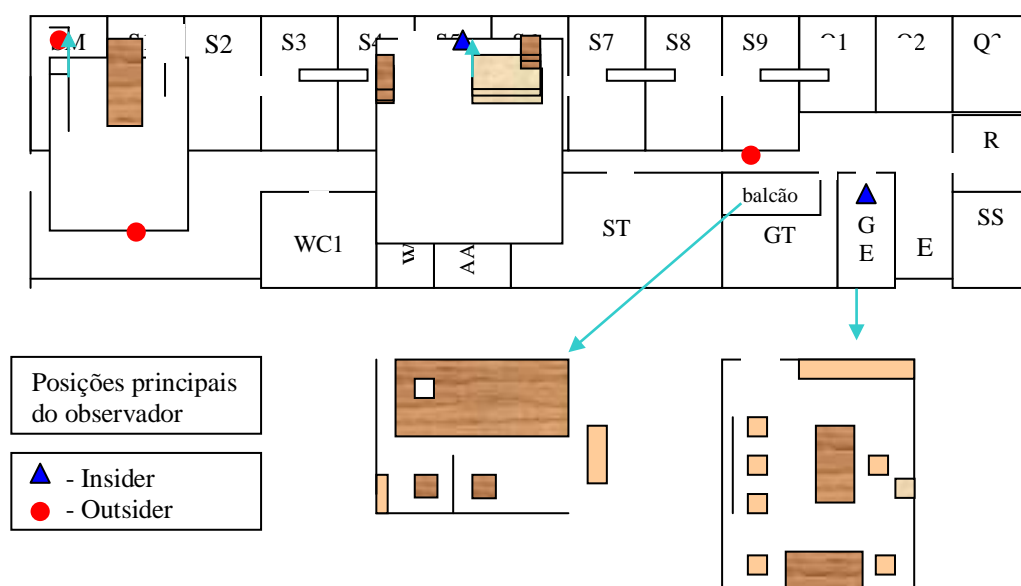 S2
S3
S7
S8
S9
R
balcão
WC1
ST
GT
G
E
E
SS
AA
Posições principais
do observador
- Insider
- Outsider